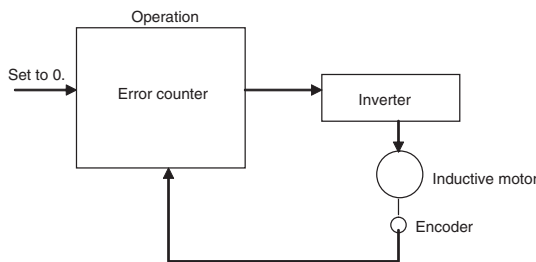 Operation
Set to 0.
Error counter
Inverter
Inductive motor
Encoder